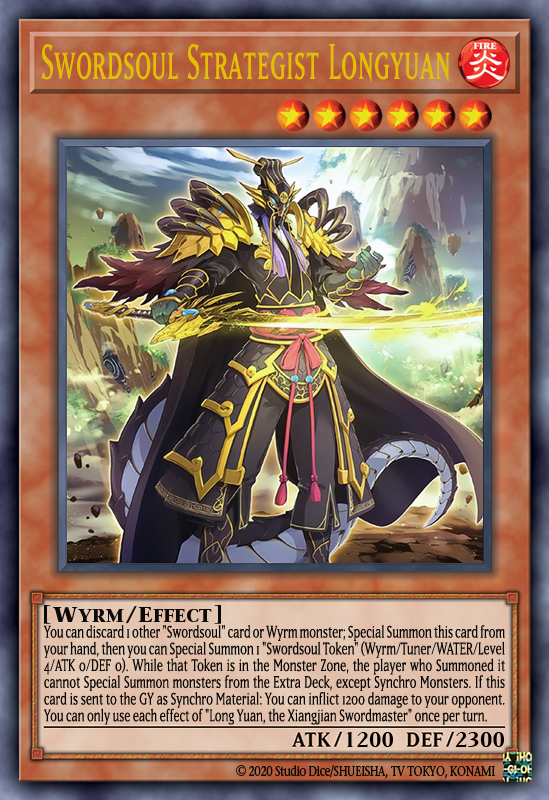 Swordsoul Strategist Longyuan
FIRE
炎
[Wyrm/Effect]
You can discard 1 other "Swordsoul" card or Wyrm monster; Special Summon this card from
your hand, then you can Special Summon 1 "Swordsoul Token" (Wyrm/Tuner/WATER/Level
4/ATK 0/DEF 0). While that Token is in the Monster Zone, the player who Summoned it
cannot Special Summon monsters from the Extra Deck, except Synchro Monsters. If this
card is sent to the GY as Synchro Material: You can inflict 1200 damage to your opponent.
You can only use each effect of "Long Yuan, the Xiangjian Swordmaster" once per turn.
ATK/1200 DEF/2300
©2020 Studio Dice/SHUEISHA, TV TOKYO, KONAMI